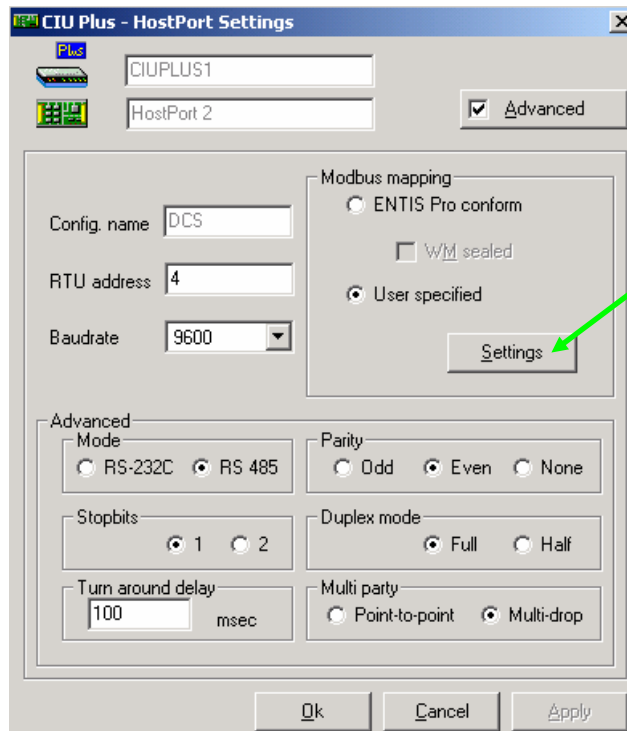 CIU Plus - HostPort Settings
Plus
CIUPLUS1
HostPort 2
Advanced
Modbus mapping
ENTIS Pro conform
WM sealed
User specified
Settings
Config. name DCS
RTU address 4
Baudrate 9600
Advanced
Mode
RS-232C RS 485
Parity
Odd Even None
Stopbits
1 2
Duplex mode
Full Half
Turn around delay
100 msec
Multi party
Point-to-point Multi-drop
Ok Cancel Apply